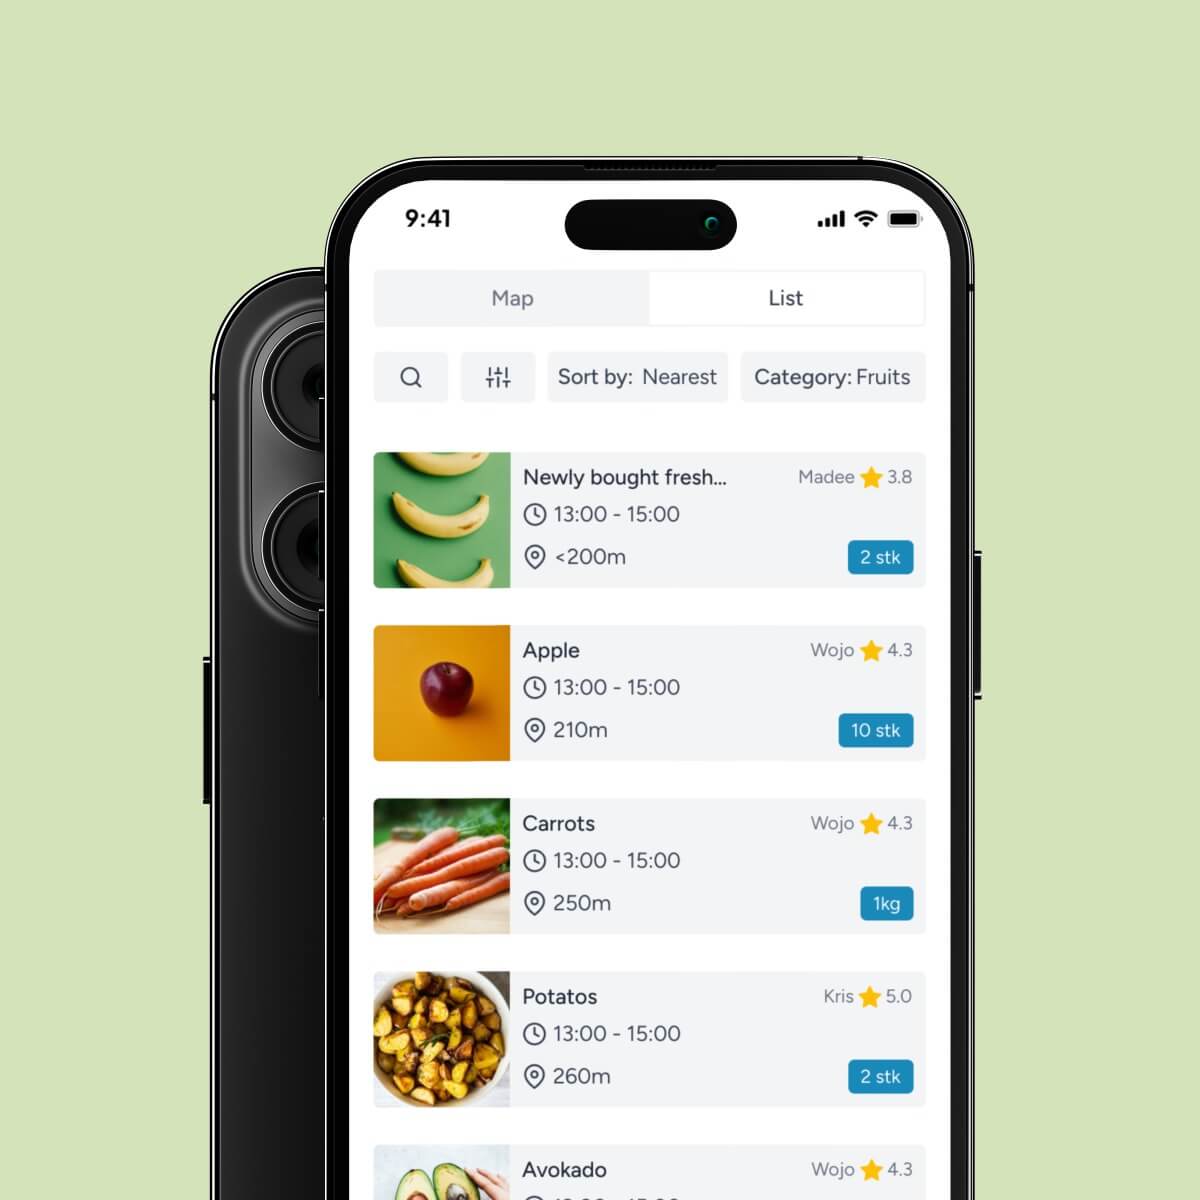 9:41
Map List
Sort by: Nearest Category: Fruits
Newly bought fresh... Madee 3.8
13:00 - 15:00
<200m 2 stk
Apple Wojo 4.3
13:00 - 15:00
210m 10 stk
Carrots Wojo 4.3
13:00 - 15:00
250m 1kg
Potatos Kris 5.0
13:00 - 15:00
260m 2 stk
Avokado Wojo 4.3